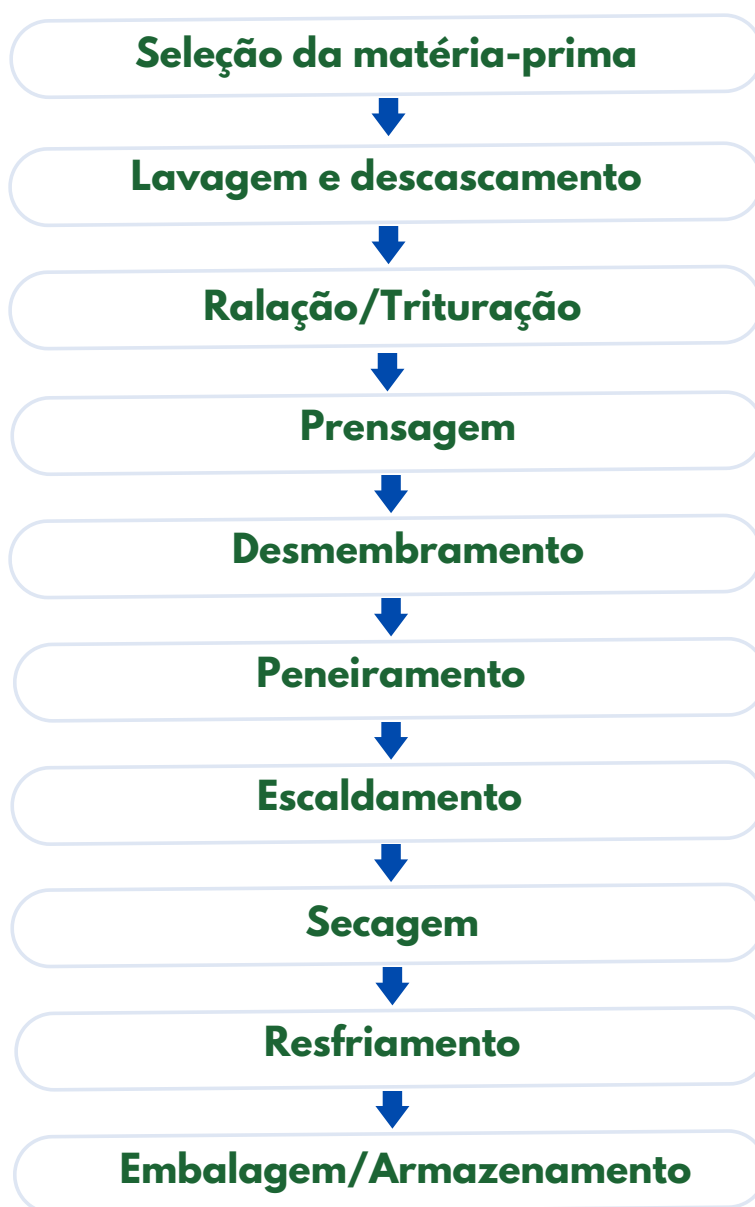 Seleção da matéria-prima
Lavagem e descascamento
Ralação/Trituração
Prensagem
Desmembramento
Peneiramento
Escaldamento
Secagem
Resfriamento
Embalagem/Armazenamento